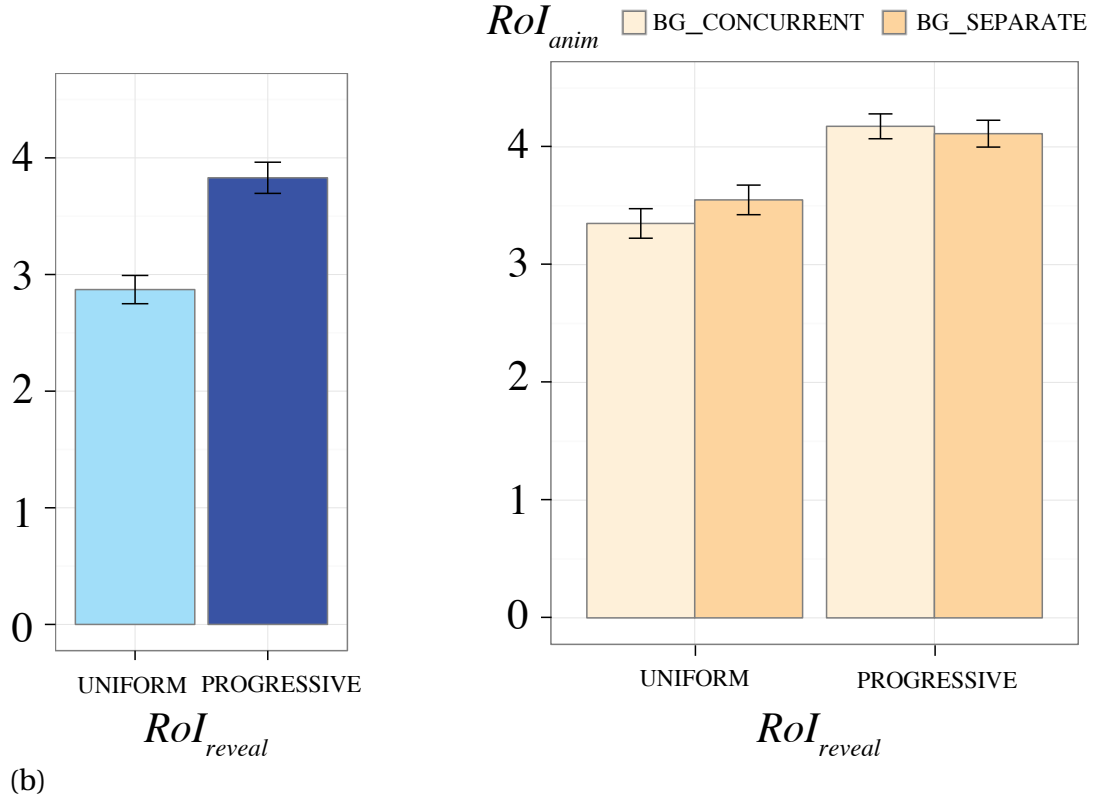 RoI_anim BG_CONCURRENT BG_SEPARATE
4
3
2
1
0
UNIFORM PROGRESSIVE
RoI_reveal
4
3
2
1
0
UNIFORM PROGRESSIVE
RoI_reveal
(b)